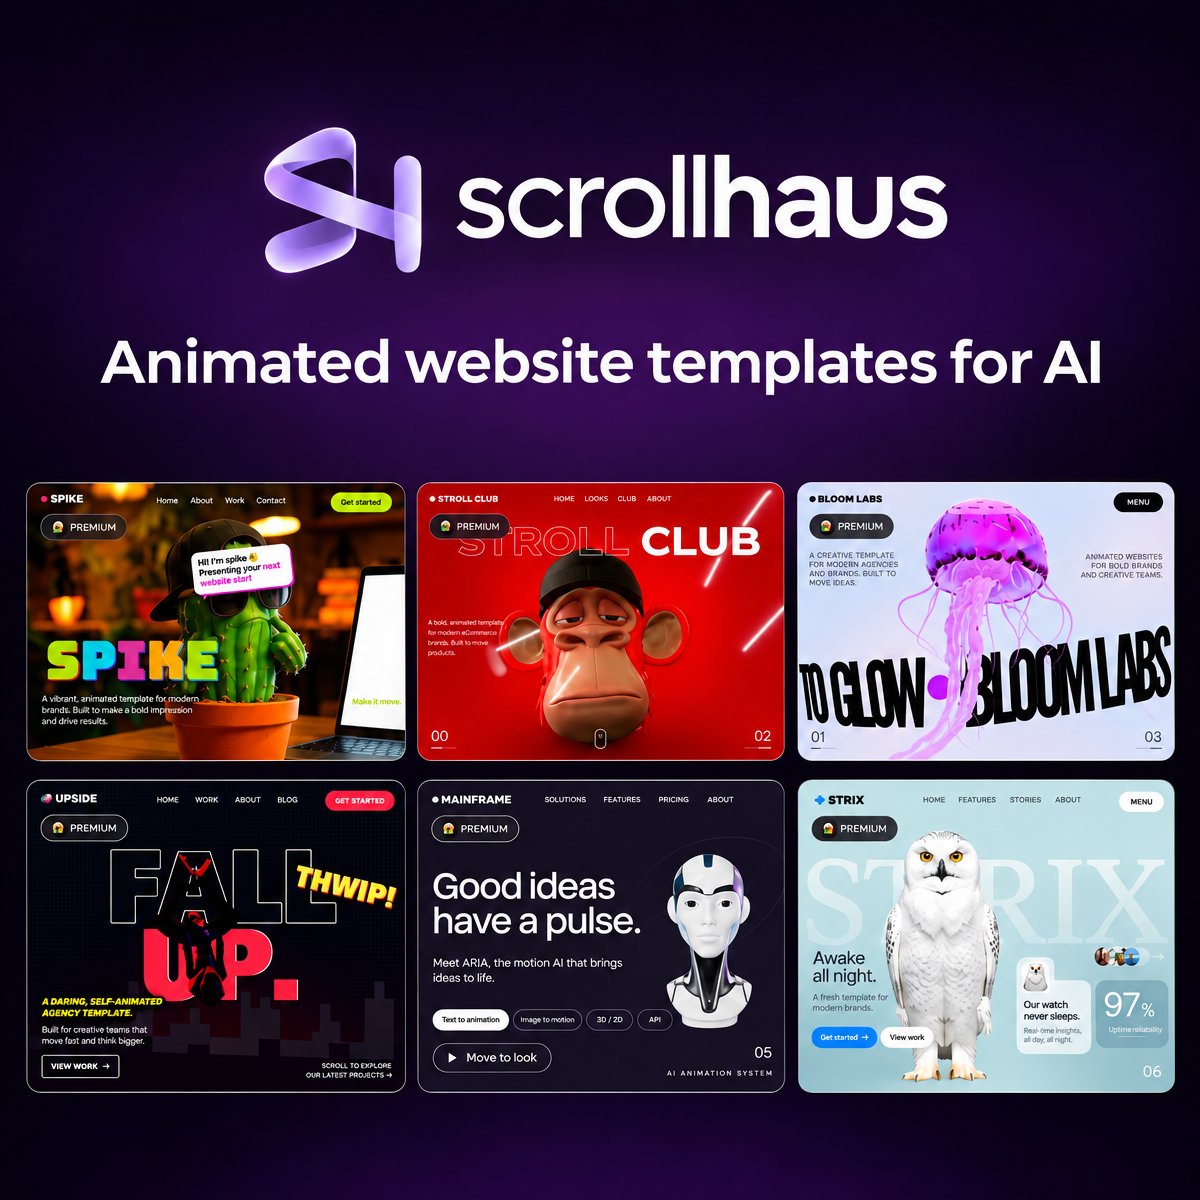 scrollhaus
Animated website templates for AI
SPIKE
Home About Work Contact
Get started
PREMIUM
Hi! I'm spike
Presenting your next
website start
SPIKE
A vibrant, animated template for modern
brands. Built to make a bold impression
and drive results.
Make it move.
STROLL CLUB
HOME LOOKS CLUB ABOUT
PREMIUM
STROLL CLUB
A bold, animated template
for modern eCommerce
brands. Built to move
products.
00
02
BLOOM LABS
MENU
PREMIUM
A CREATIVE TEMPLATE
FOR MODERN AGENCIES
AND BRANDS. BUILT TO
MOVE IDEAS.
ANIMATED WEBSITES
FOR BOLD BRANDS
AND CREATIVE TEAMS.
TO GLOW BLOOM LABS
01
03
UPSIDE
HOME WORK ABOUT BLOG
GET STARTED
PREMIUM
FALL
THWIP!
UP.
A DARING, SELF-ANIMATED
AGENCY TEMPLATE.
Built for creative teams that
move fast and think bigger.
VIEW WORK →
SCROLL TO EXPLORE
OUR LATEST PROJECTS →
MAINFRAME
SOLUTIONS FEATURES PRICING ABOUT
PREMIUM
Good ideas
have a pulse.
Meet ARIA, the motion AI that brings
ideas to life.
Text to animation Image to motion 3D / 2D API
Move to look
05
AI ANIMATION SYSTEM
STRIX
HOME FEATURES STORIES ABOUT
MENU
PREMIUM
STRIX
Awake
all night.
A fresh template for
modern brands.
Get started → View work
Our watch
never sleeps.
Real-time insights,
all day, all night.
97%
Uptime reliability
06